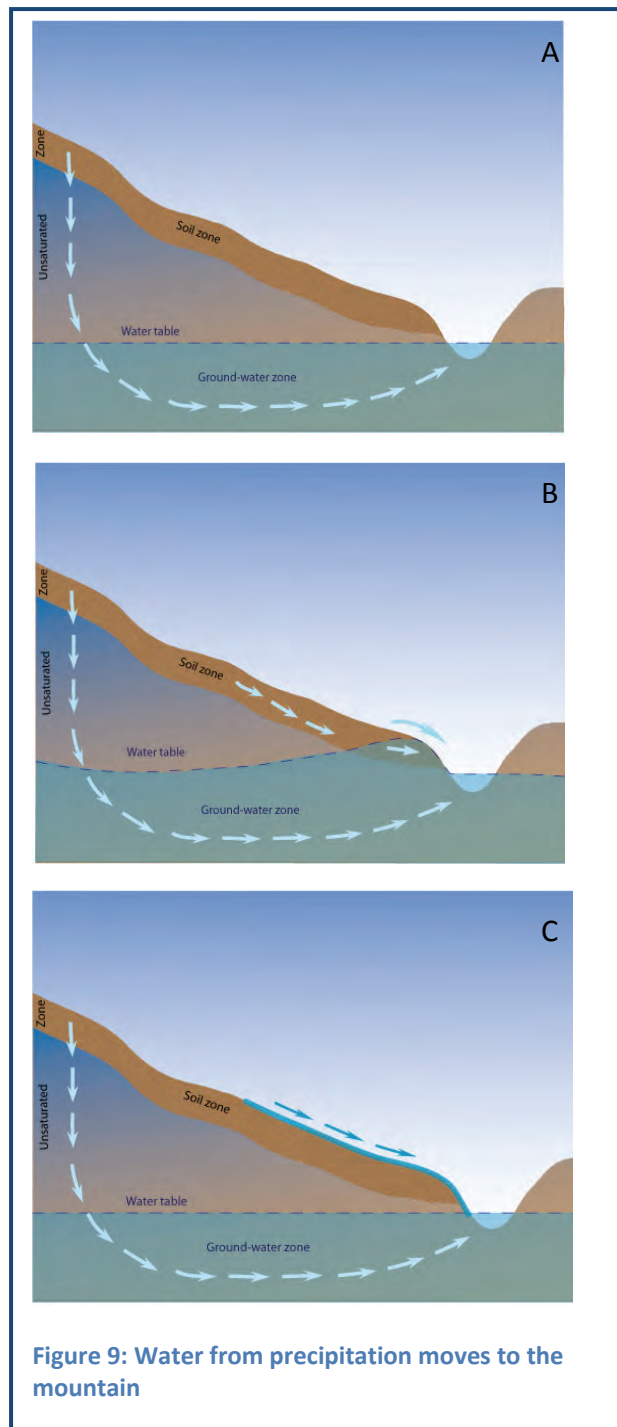 A
Zone
Unsaturated
Soil zone
Water table
Ground-water zone
B
Zone
Unsaturated
Soil zone
Water table
Ground-water zone
C
Zone
Unsaturated
Soil zone
Water table
Ground-water zone
Figure 9: Water from precipitation moves to the
mountain